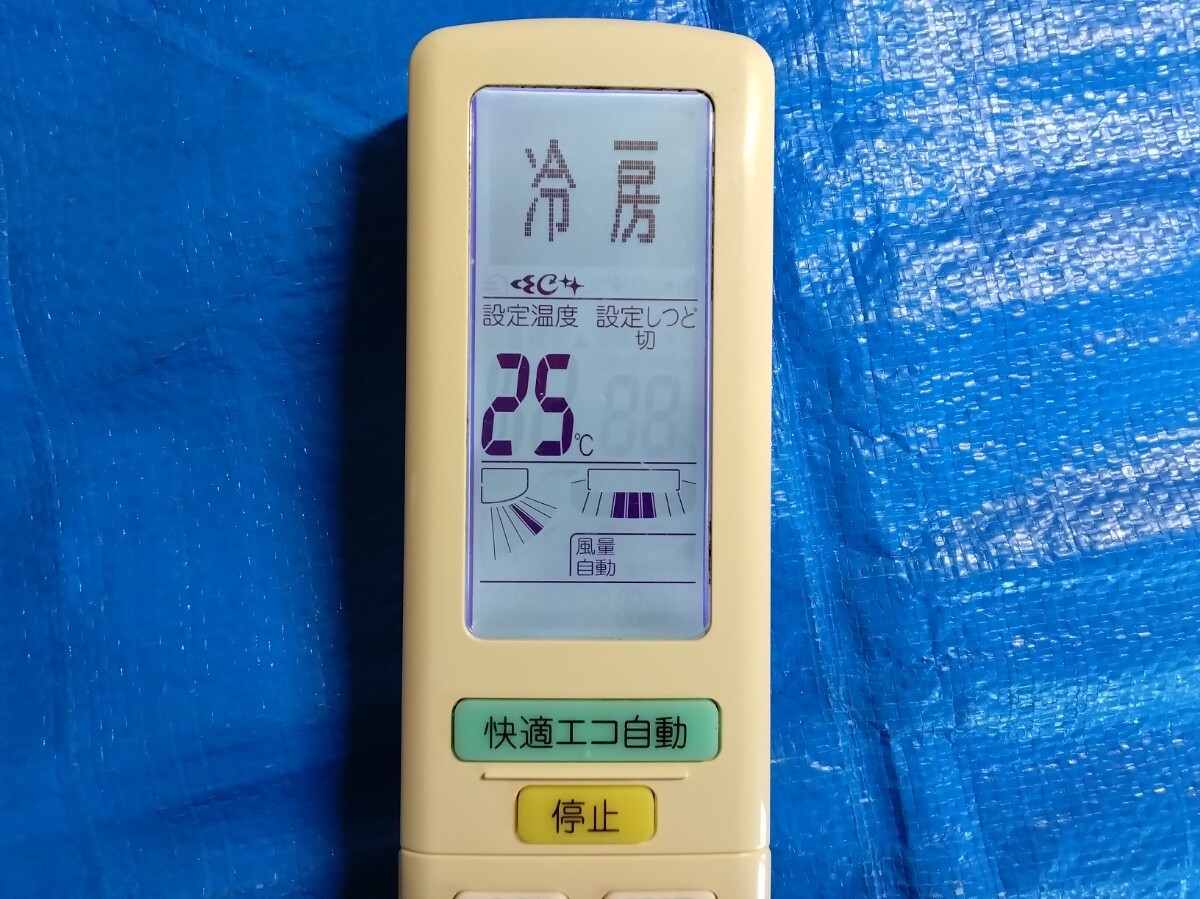 冷房
設定温度 設定しつど
切
25℃
風量
自動
快適エコ自動
停止